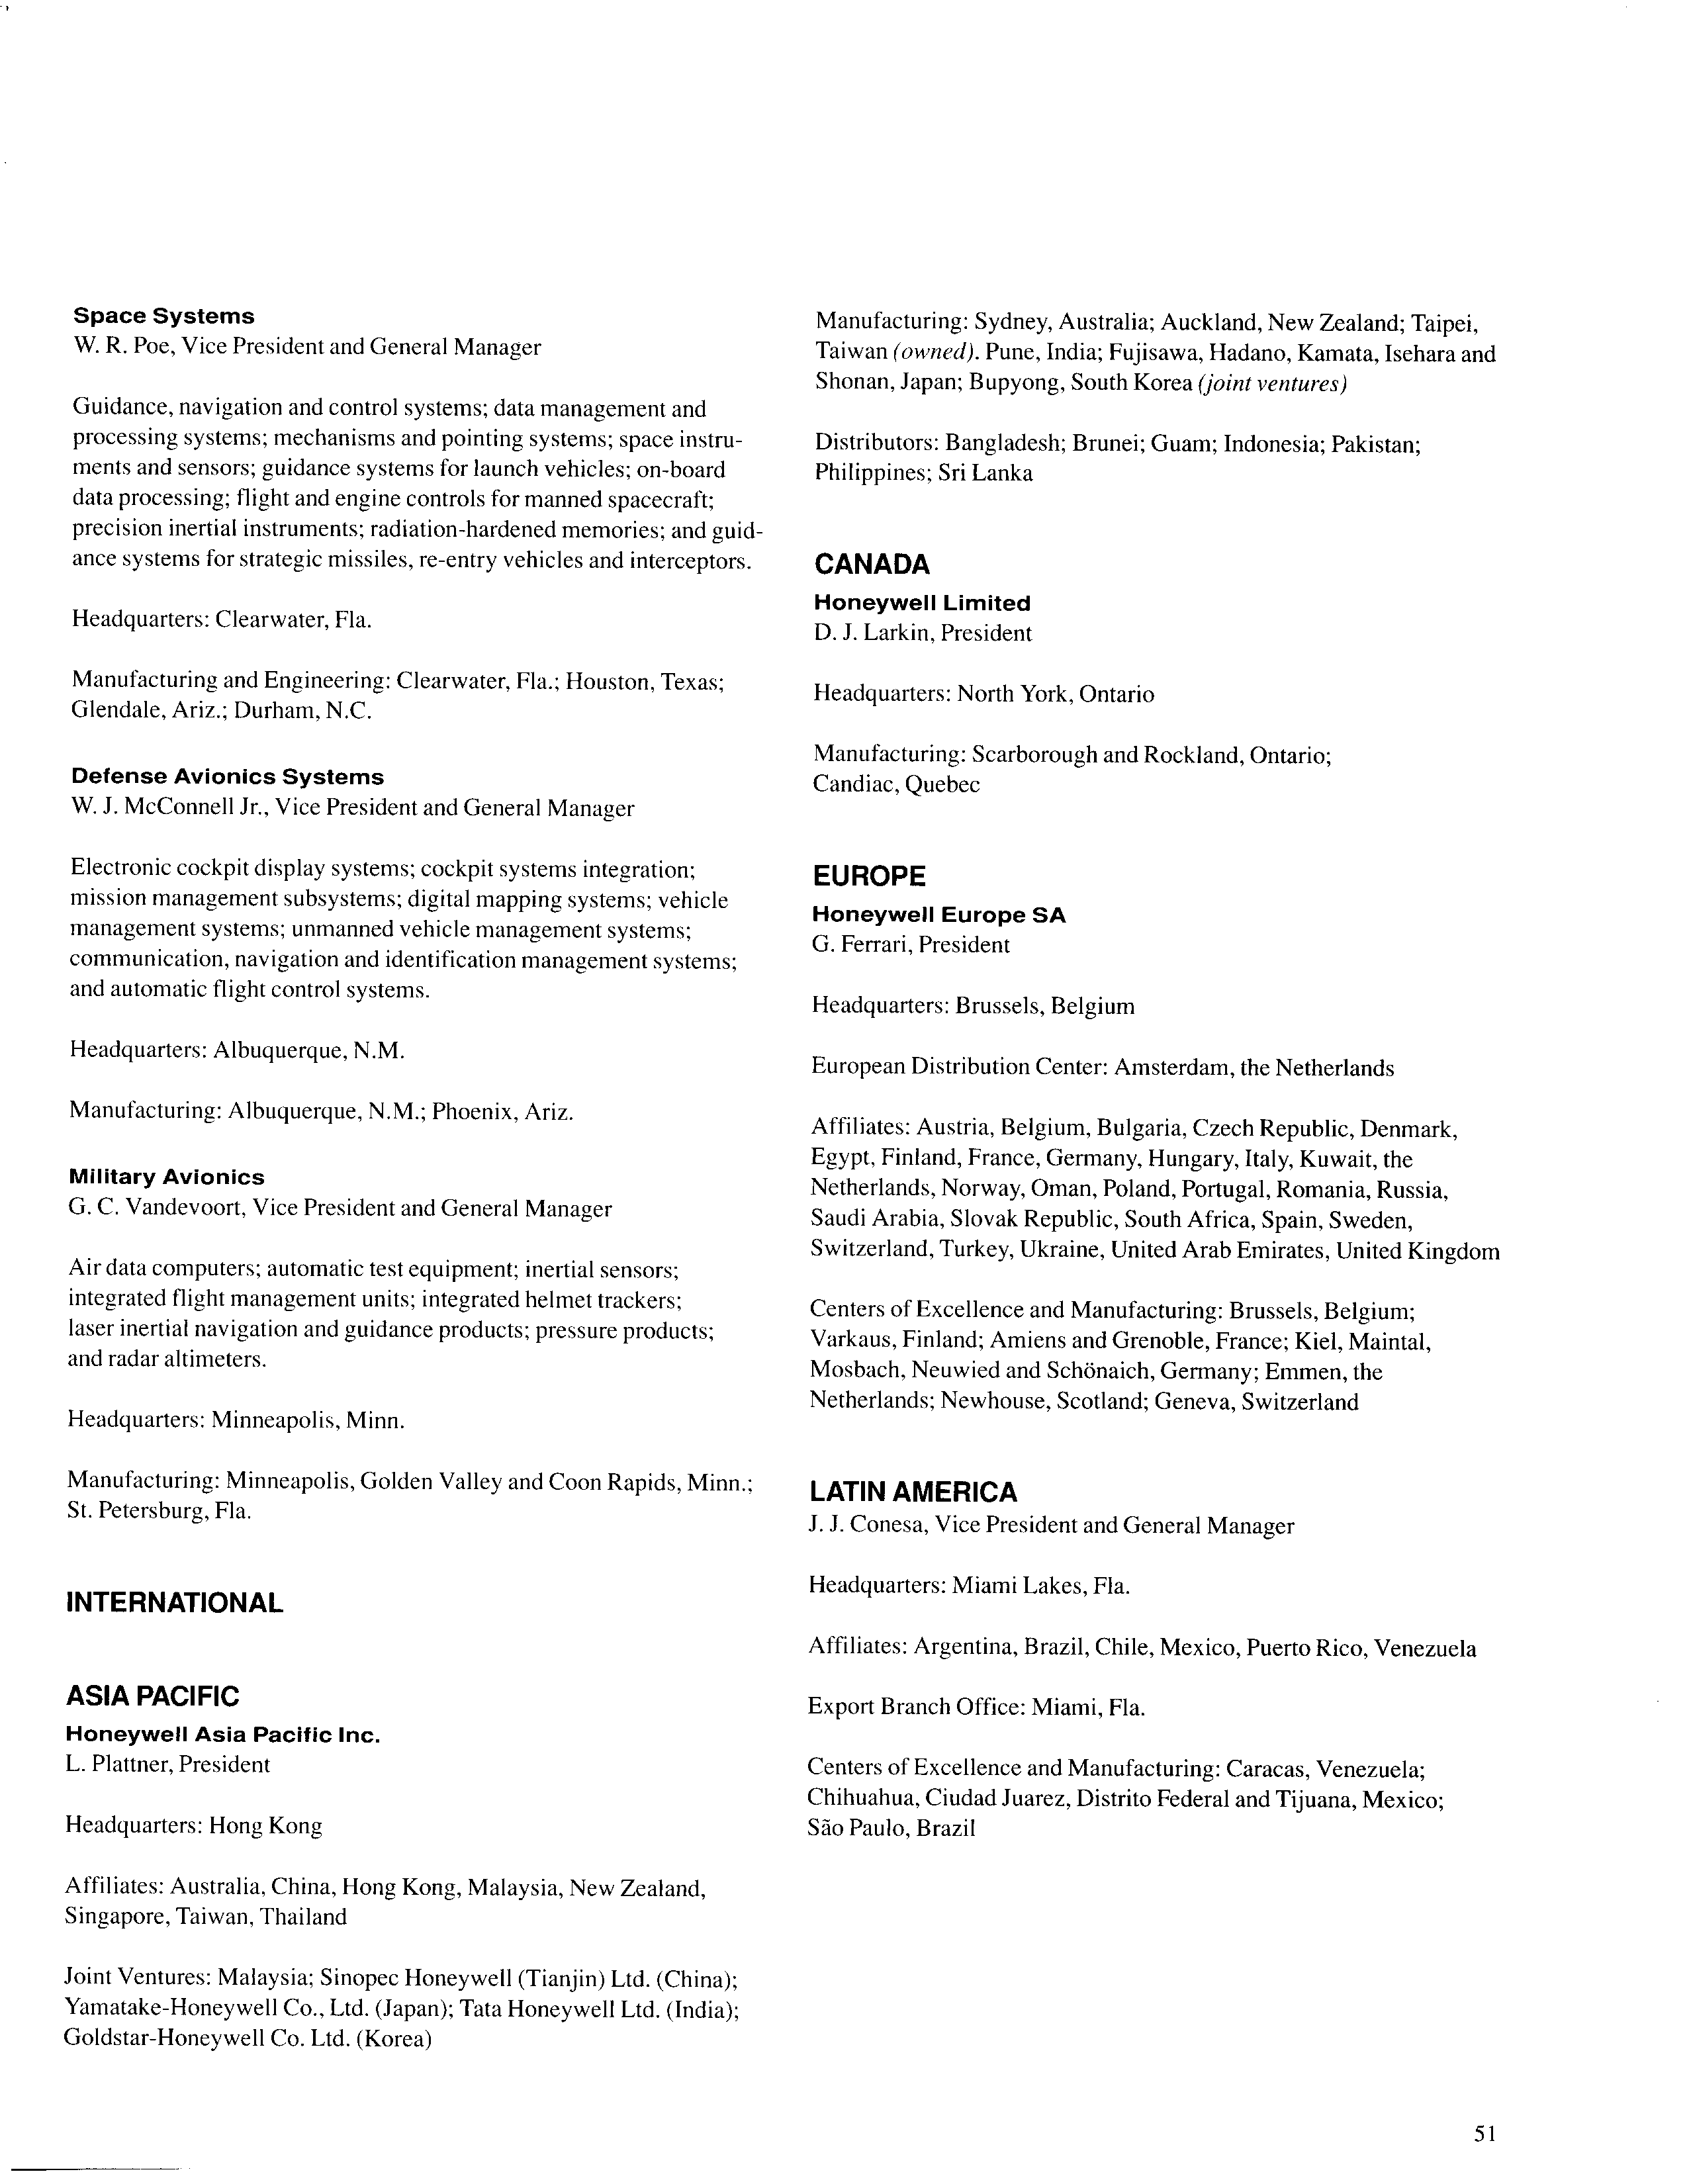 Space Systems
W. R. Poe, Vice President and General Manager
Guidance, navigation and control systems; data management and
processing systems; mechanisms and pointing systems; space instru-
ments and sensors; guidance systems for launch vehicles; on-board
data processing; flight and engine controls for manned spacecraft;
precision inertial instruments; radiation-hardened memories; and guid-
ance systems for strategic missiles, re-entry vehicles and interceptors.
Headquarters: Clearwater, Fla.
Manufacturing and Engineering: Clearwater, Fla.; Houston, Texas;
Glendale, Ariz.; Durham, N.C.
Defense Avionics Systems
W. J. McConnell Jr., Vice President and General Manager
Electronic cockpit display systems; cockpit systems integration;
mission management subsystems; digital mapping systems; vehicle
management systems; unmanned vehicle management systems;
communication, navigation and identification management systems;
and automatic flight control systems.
Headquarters: Albuquerque, N.M.
Manufacturing: Albuquerque, N.M.; Phoenix, Ariz.
Military Avionics
G. C. Vandevoort, Vice President and General Manager
Air data computers; automatic test equipment; inertial sensors;
integrated flight management units; integrated helmet trackers;
laser inertial navigation and guidance products; pressure products;
and radar altimeters.
Headquarters: Minneapolis, Minn.
Manufacturing: Minneapolis, Golden Valley and Coon Rapids, Minn.;
St. Petersburg, Fla.
INTERNATIONAL
ASIA PACIFIC
Honeywell Asia Pacific Inc.
L. Plattner, President
Headquarters: Hong Kong
Affiliates: Australia, China, Hong Kong, Malaysia, New Zealand,
Singapore, Taiwan, Thailand
Joint Ventures: Malaysia; Sinopec Honeywell (Tianjin) Ltd. (China);
Yamatake-Honeywell Co., Ltd. (Japan); Tata Honeywell Ltd. (India);
Goldstar-Honeywell Co. Ltd. (Korea)
Manufacturing: Sydney, Australia; Auckland, New Zealand; Taipei,
Taiwan (owned). Pune, India; Fujisawa, Hadano, Kamata, Isehara and
Shonan, Japan; Bupyong, South Korea (joint ventures)
Distributors: Bangladesh; Brunei; Guam; Indonesia; Pakistan;
Philippines; Sri Lanka
CANADA
Honeywell Limited
D. J. Larkin, President
Headquarters: North York, Ontario
Manufacturing: Scarborough and Rockland, Ontario;
Candiac, Quebec
EUROPE
Honeywell Europe SA
G. Ferrari, President
Headquarters: Brussels, Belgium
European Distribution Center: Amsterdam, the Netherlands
Affiliates: Austria, Belgium, Bulgaria, Czech Republic, Denmark,
Egypt, Finland, France, Germany, Hungary, Italy, Kuwait, the
Netherlands, Norway, Oman, Poland, Portugal, Romania, Russia,
Saudi Arabia, Slovak Republic, South Africa, Spain, Sweden,
Switzerland, Turkey, Ukraine, United Arab Emirates, United Kingdom
Centers of Excellence and Manufacturing: Brussels, Belgium;
Varkaus, Finland; Amiens and Grenoble, France; Kiel, Maintal,
Mosbach, Neuwied and Schönaich, Germany; Emmen, the
Netherlands; Newhouse, Scotland; Geneva, Switzerland
LATIN AMERICA
J. J. Conesa, Vice President and General Manager
Headquarters: Miami Lakes, Fla.
Affiliates: Argentina, Brazil, Chile, Mexico, Puerto Rico, Venezuela
Export Branch Office: Miami, Fla.
Centers of Excellence and Manufacturing: Caracas, Venezuela;
Chihuahua, Ciudad Juarez, Distrito Federal and Tijuana, Mexico;
São Paulo, Brazil
51